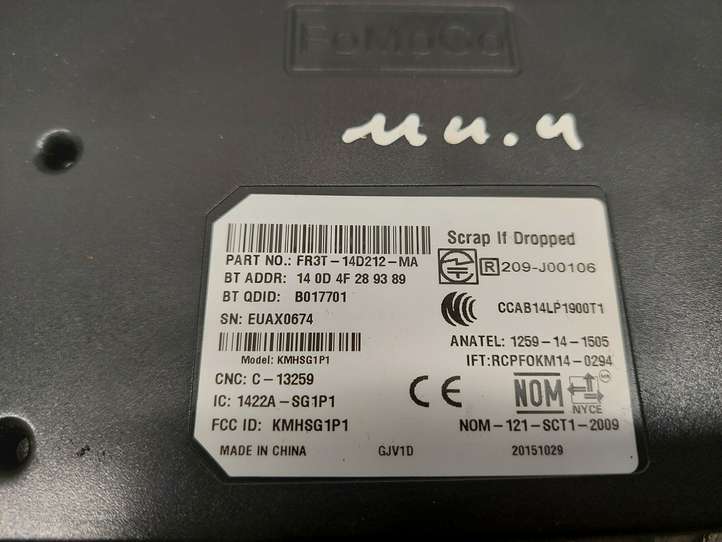 FoMoCo
Scrap If Dropped
PART NO.: FR3T-14D212-MA
BT ADDR: 14 0D 4F 28 93 89
R 209-J00106
BT QDID: B017701
CCAB14LP1900T1
SN: EUAX0674
ANATEL: 1259-14-1505
Model: KMHSG1P1
IFT:RCPFOKM14-0294
CNC: C-13259
CE NOM
IC: 1422A-SG1P1
NYCE
FCC ID: KMHSG1P1
NOM-121-SCT1-2009
MADE IN CHINA GJV1D 20151029